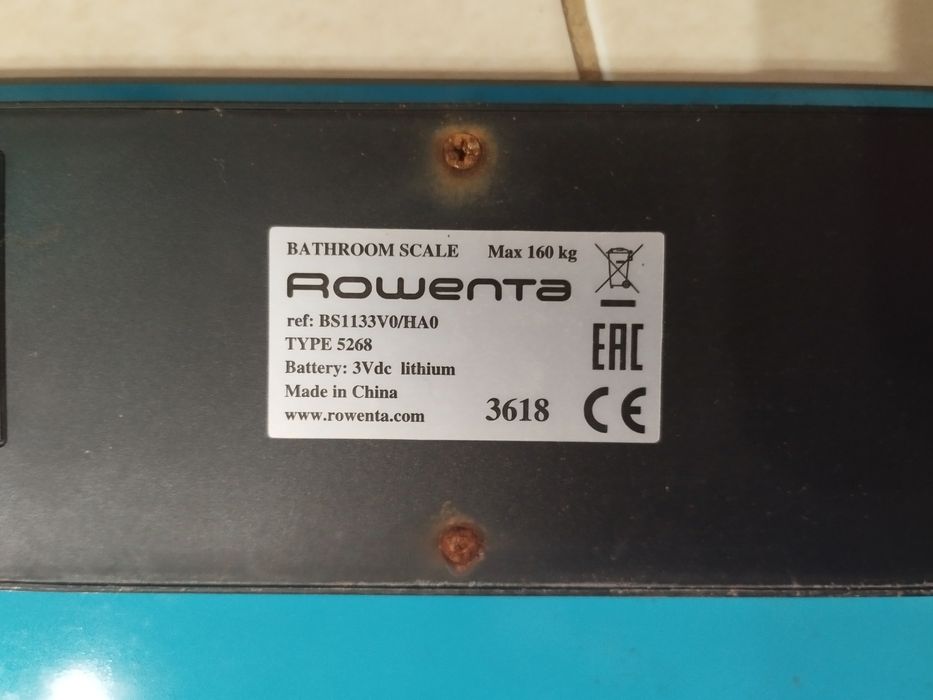 BATHROOM SCALE Max 160 kg
Rowenta
ref: BS1133V0/HA0
TYPE 5268
Battery: 3Vdc lithium
Made in China
www.rowenta.com
3618
EAC
CE